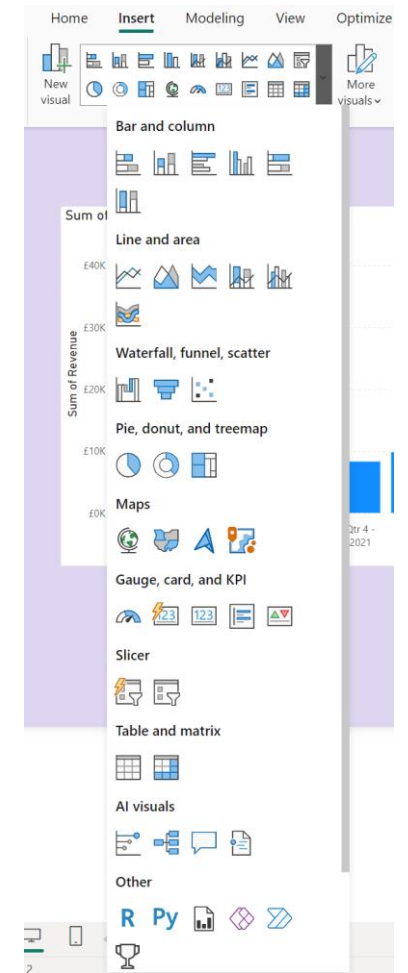 Home Insert Modeling View Optimize
New visual
More visuals
Bar and column
Sum of
Line and area
£40K
£30K
Waterfall, funnel, scatter
Sum of Revenue
£20K
Pie, donut, and treemap
£10K
Maps
£0K
Qtr 4 -
2021
Gauge, card, and KPI
123 123
Slicer
Table and matrix
AI visuals
Other
R Py
2